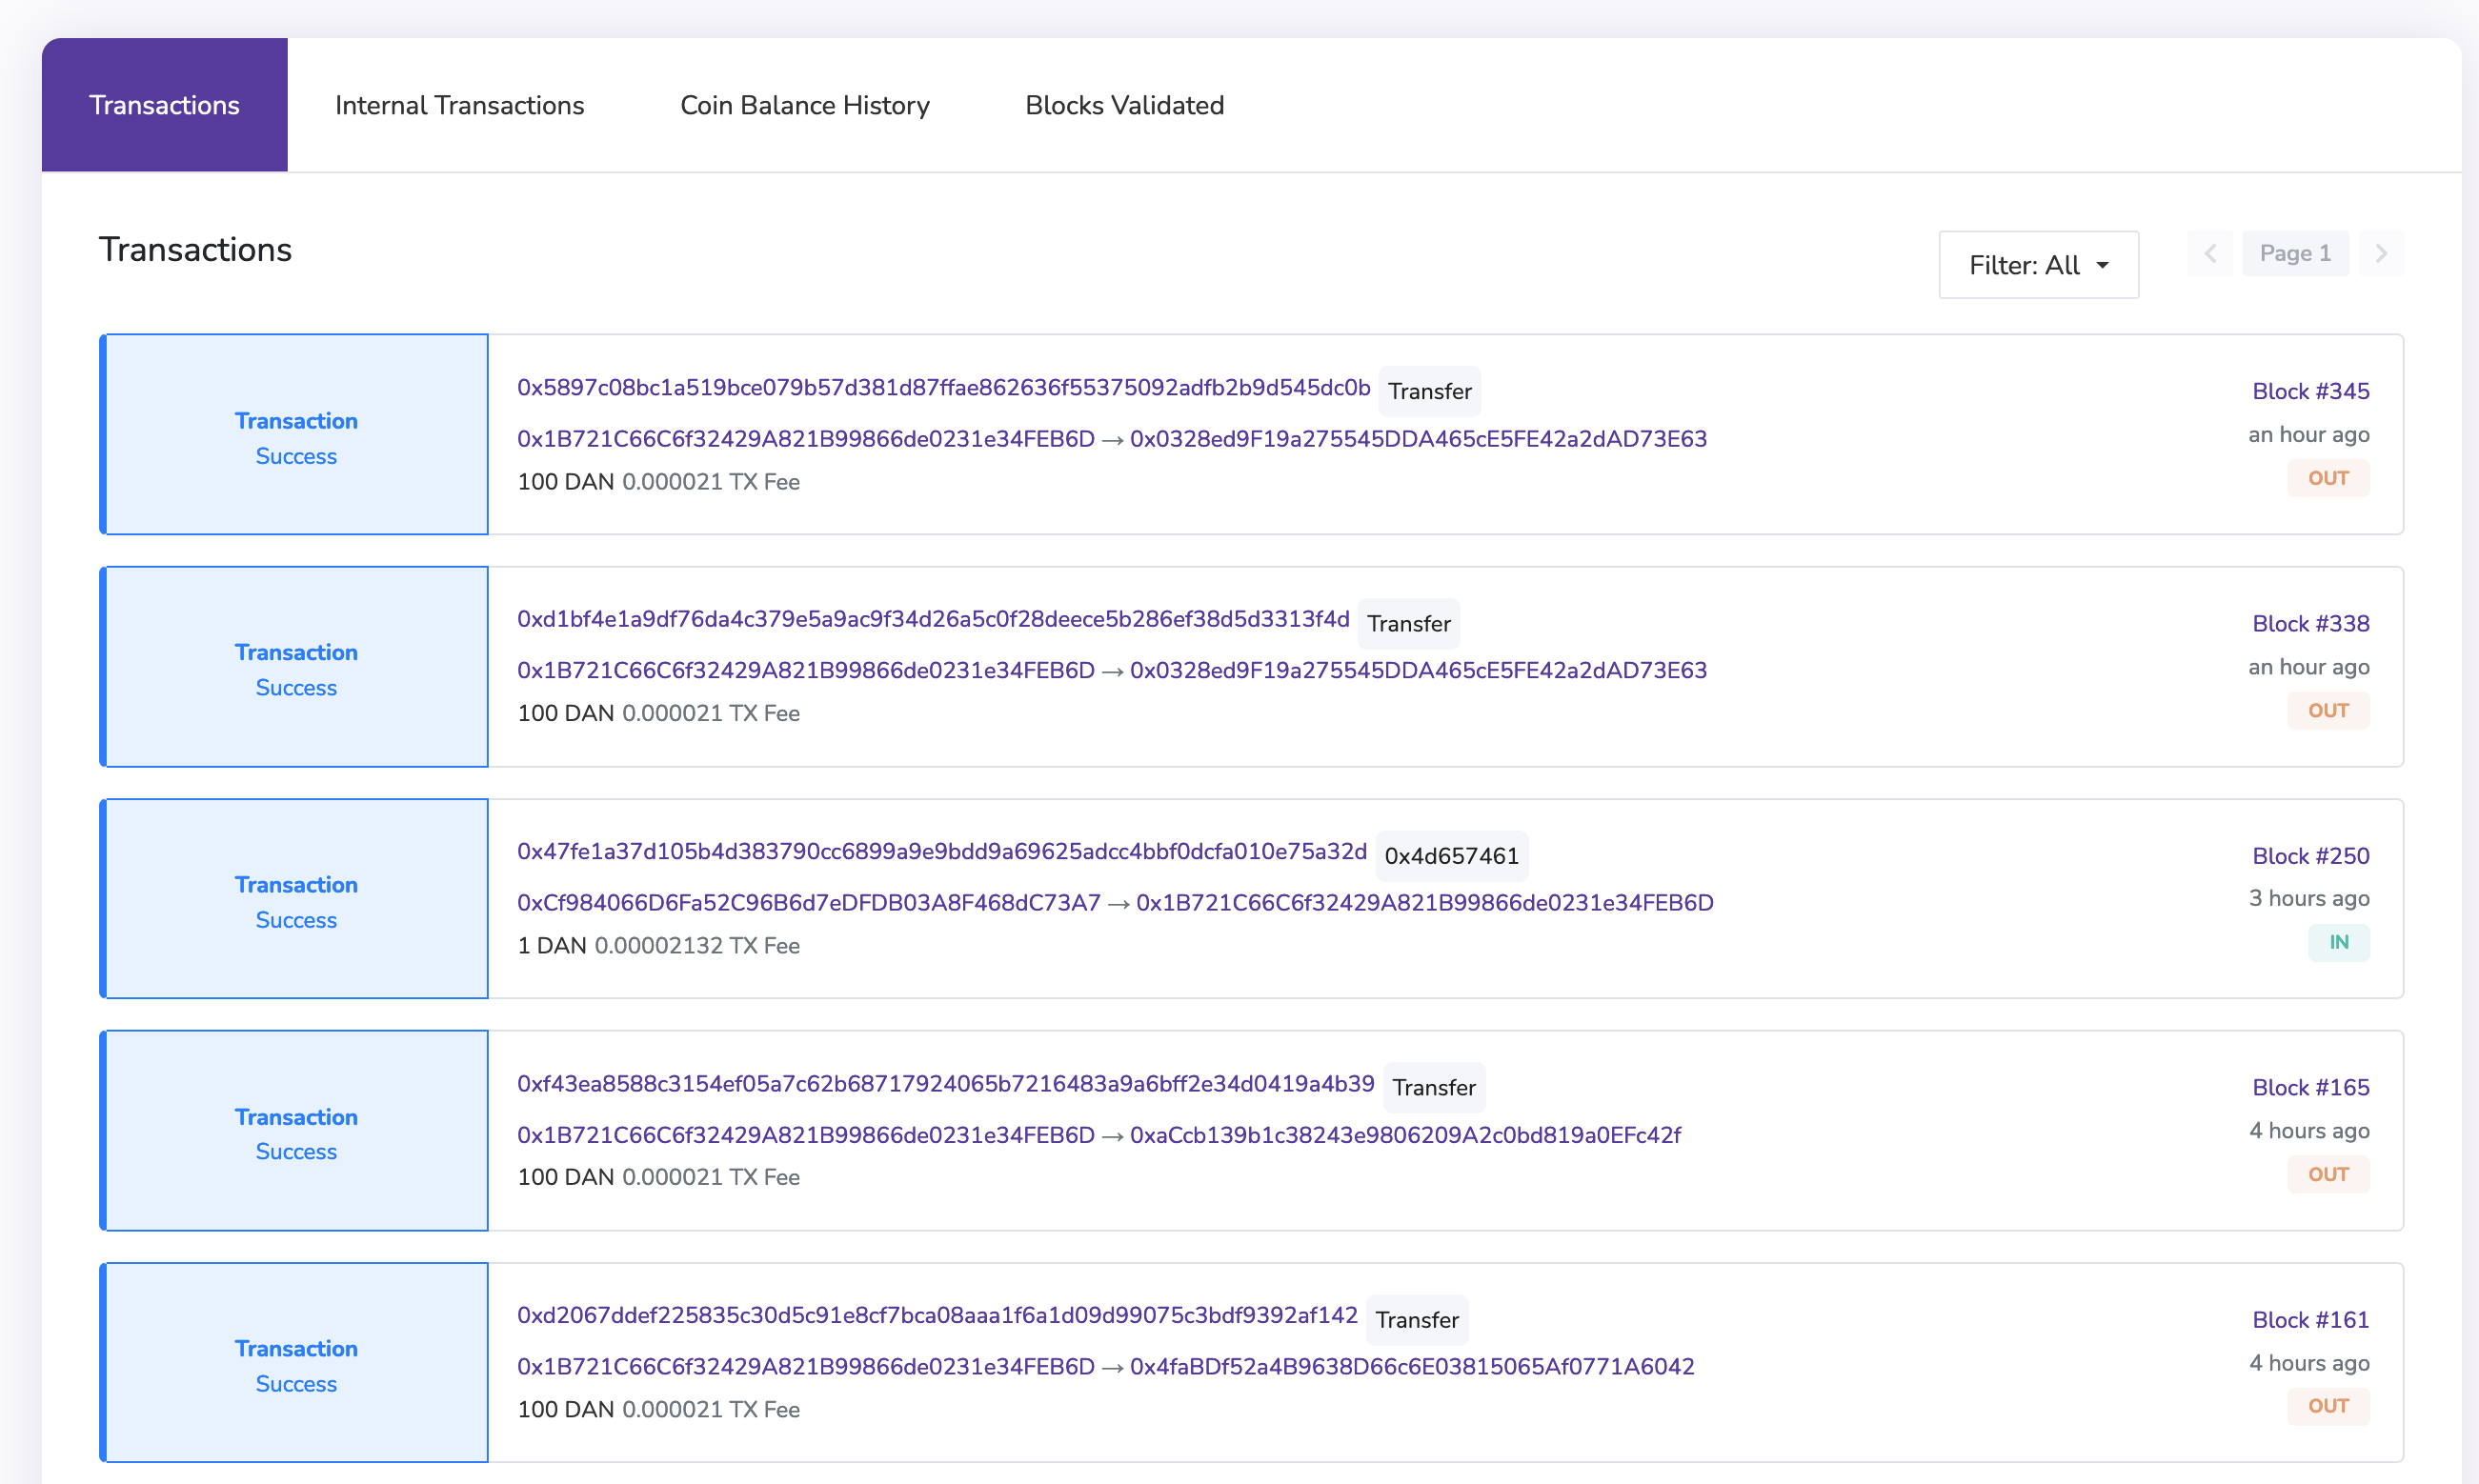 Transactions Internal Transactions Coin Balance History Blocks Validated
Transactions
Filter: All
Page 1
Transaction
Success
0x5897c08bc1a519bce079b57d381d87ffae862636f55375092adfb2b9d545dc0b Transfer
0x1B721C66C6f32429A821B99866de0231e34FEB6D → 0x0328ed9F19a275545DDA465cE5FE42a2dAD73E63
100 DAN 0.000021 TX Fee
Block #345
an hour ago
OUT
Transaction
Success
0xd1bf4e1a9df76da4c379e5a9ac9f34d26a5c0f28deece5b286ef38d5d3313f4d Transfer
0x1B721C66C6f32429A821B99866de0231e34FEB6D → 0x0328ed9F19a275545DDA465cE5FE42a2dAD73E63
100 DAN 0.000021 TX Fee
Block #338
an hour ago
OUT
Transaction
Success
0x47fe1a37d105b4d383790cc6899a9e9bdd9a69625adcc4bbf0dcfa010e75a32d 0x4d657461
0xCf984066D6Fa52C96B6d7eDFDB03A8F468dC73A7 → 0x1B721C66C6f32429A821B99866de0231e34FEB6D
1 DAN 0.00002132 TX Fee
Block #250
3 hours ago
IN
Transaction
Success
0xf43ea8588c3154ef05a7c62b68717924065b7216483a9a6bff2e34d0419a4b39 Transfer
0x1B721C66C6f32429A821B99866de0231e34FEB6D → 0xaCcb139b1c38243e9806209A2c0bd819a0EFc42f
100 DAN 0.000021 TX Fee
Block #165
4 hours ago
OUT
Transaction
Success
0xd2067ddef225835c30d5c91e8cf7bca08aaa1f6a1d09d99075c3bdf9392af142 Transfer
0x1B721C66C6f32429A821B99866de0231e34FEB6D → 0x4faBDf52a4B9638D66c6E03815065Af0771A6042
100 DAN 0.000021 TX Fee
Block #161
4 hours ago
OUT